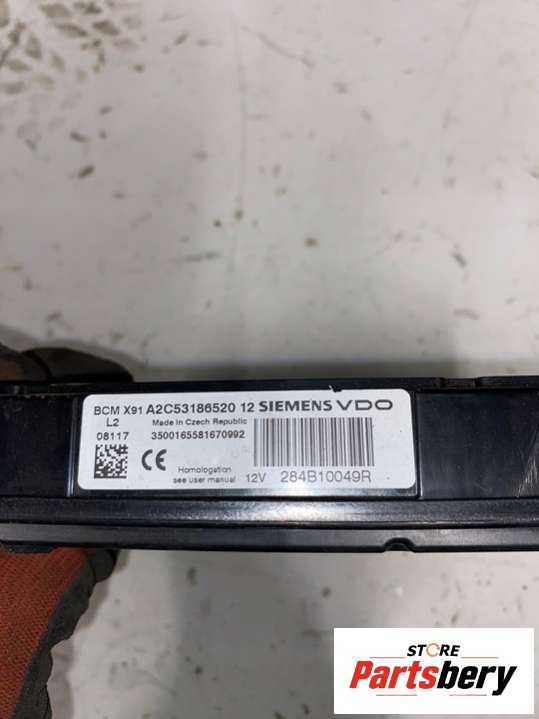 BCM X91 A2C53186520 12 SIEMENS VDO
L2 Made in Czech Republic
08117 3500165581670992
CE Homologation
see user manual 12V 284B10049R
STORE
Partsbery